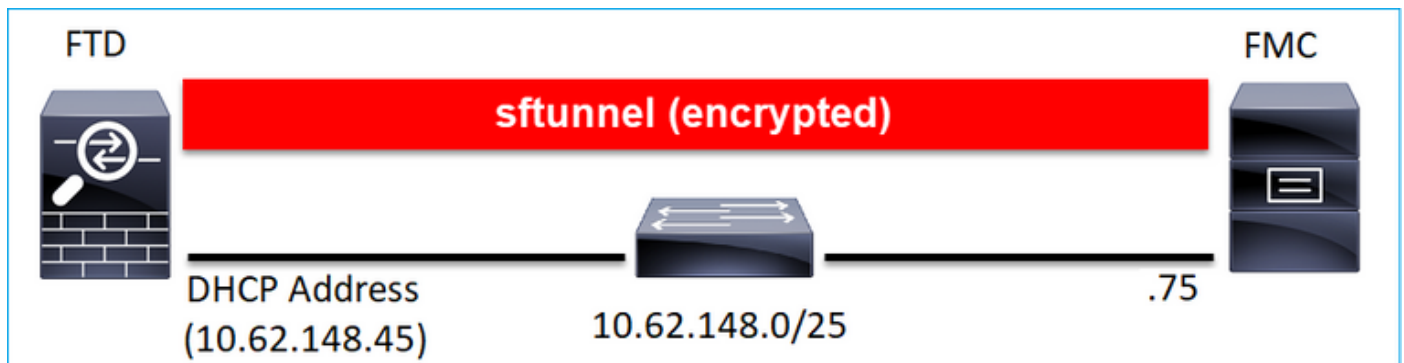 FTD
FMC
sftunnel (encrypted)
DHCP Address
(10.62.148.45)
10.62.148.0/25
.75